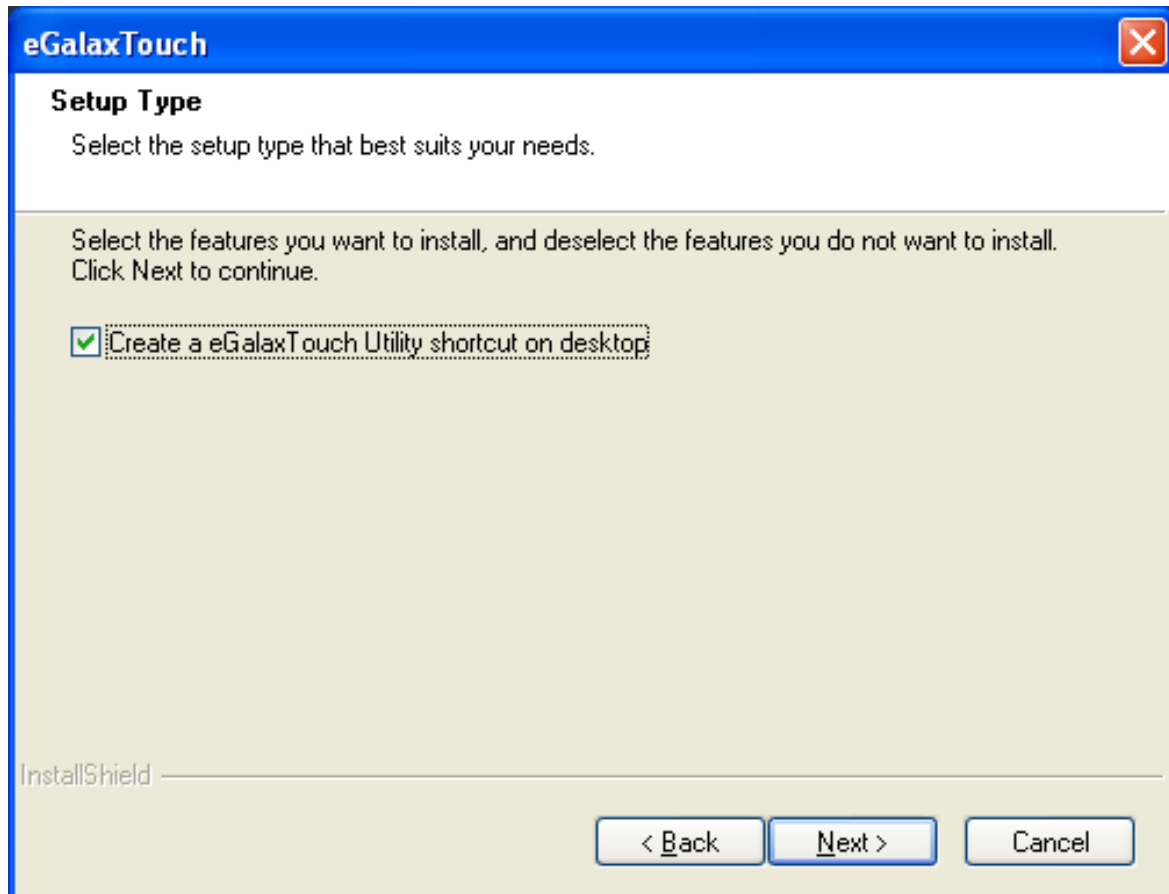 eGalaxTouch
Setup Type
Select the setup type that best suits your needs.
Select the features you want to install, and deselect the features you do not want to install.
Click Next to continue.
Create a eGalaxTouch Utility shortcut on desktop
InstallShield
< Back Next > Cancel